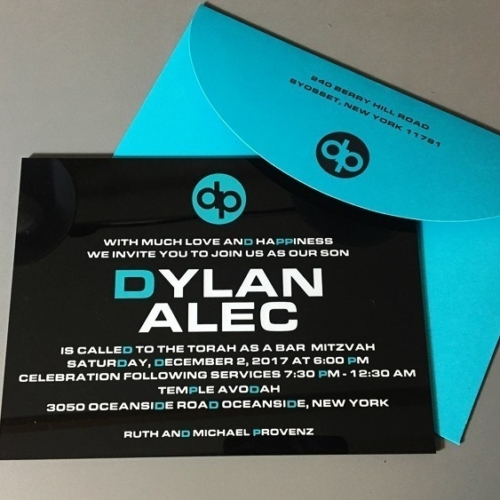 240 BERRY HILL ROAD
SYOSSET, NEW YORK 11791
dp
dp
WITH MUCH LOVE AND HAPPINESS
WE INVITE YOU TO JOIN US AS OUR SON
DYLAN
ALEC
IS CALLED TO THE TORAH AS A BAR MITZVAH
SATURDAY, DECEMBER 2, 2017 AT 6:00 PM
CELEBRATION FOLLOWING SERVICES 7:30 PM - 12:30 AM
TEMPLE AVODAH
3050 OCEANSIDE ROAD OCEANSIDE, NEW YORK
RUTH AND MICHAEL PROVENZ